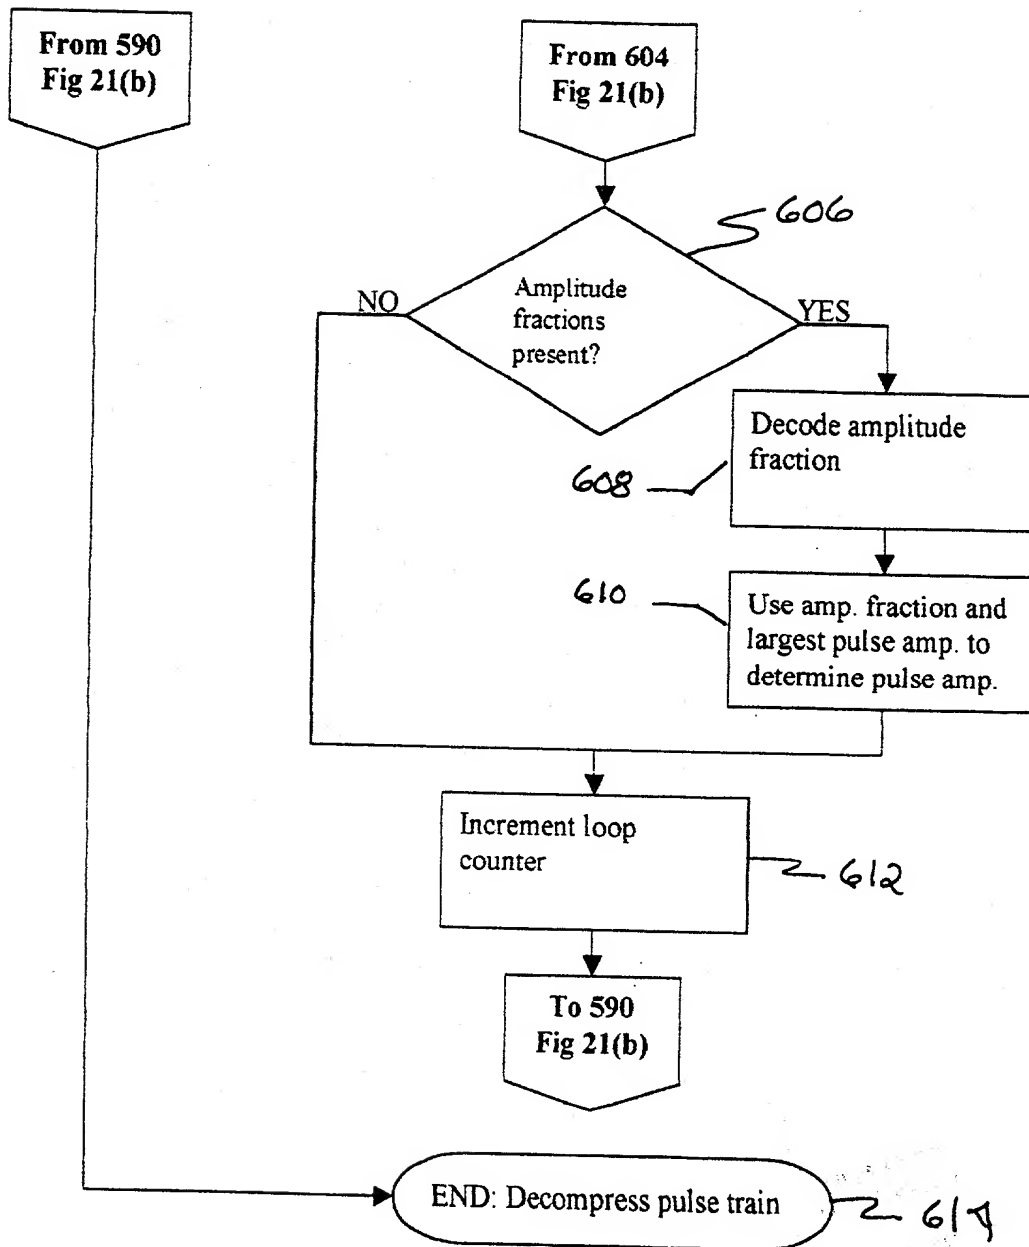 From 590
Fig 21(b)
From 604
Fig 21(b)
606
NO
Amplitude
fractions
present?
YES
Decode amplitude
fraction
608
610
Use amp. fraction and
largest pulse amp. to
determine pulse amp.
Increment loop
counter
612
To 590
Fig 21(b)
END: Decompress pulse train
614